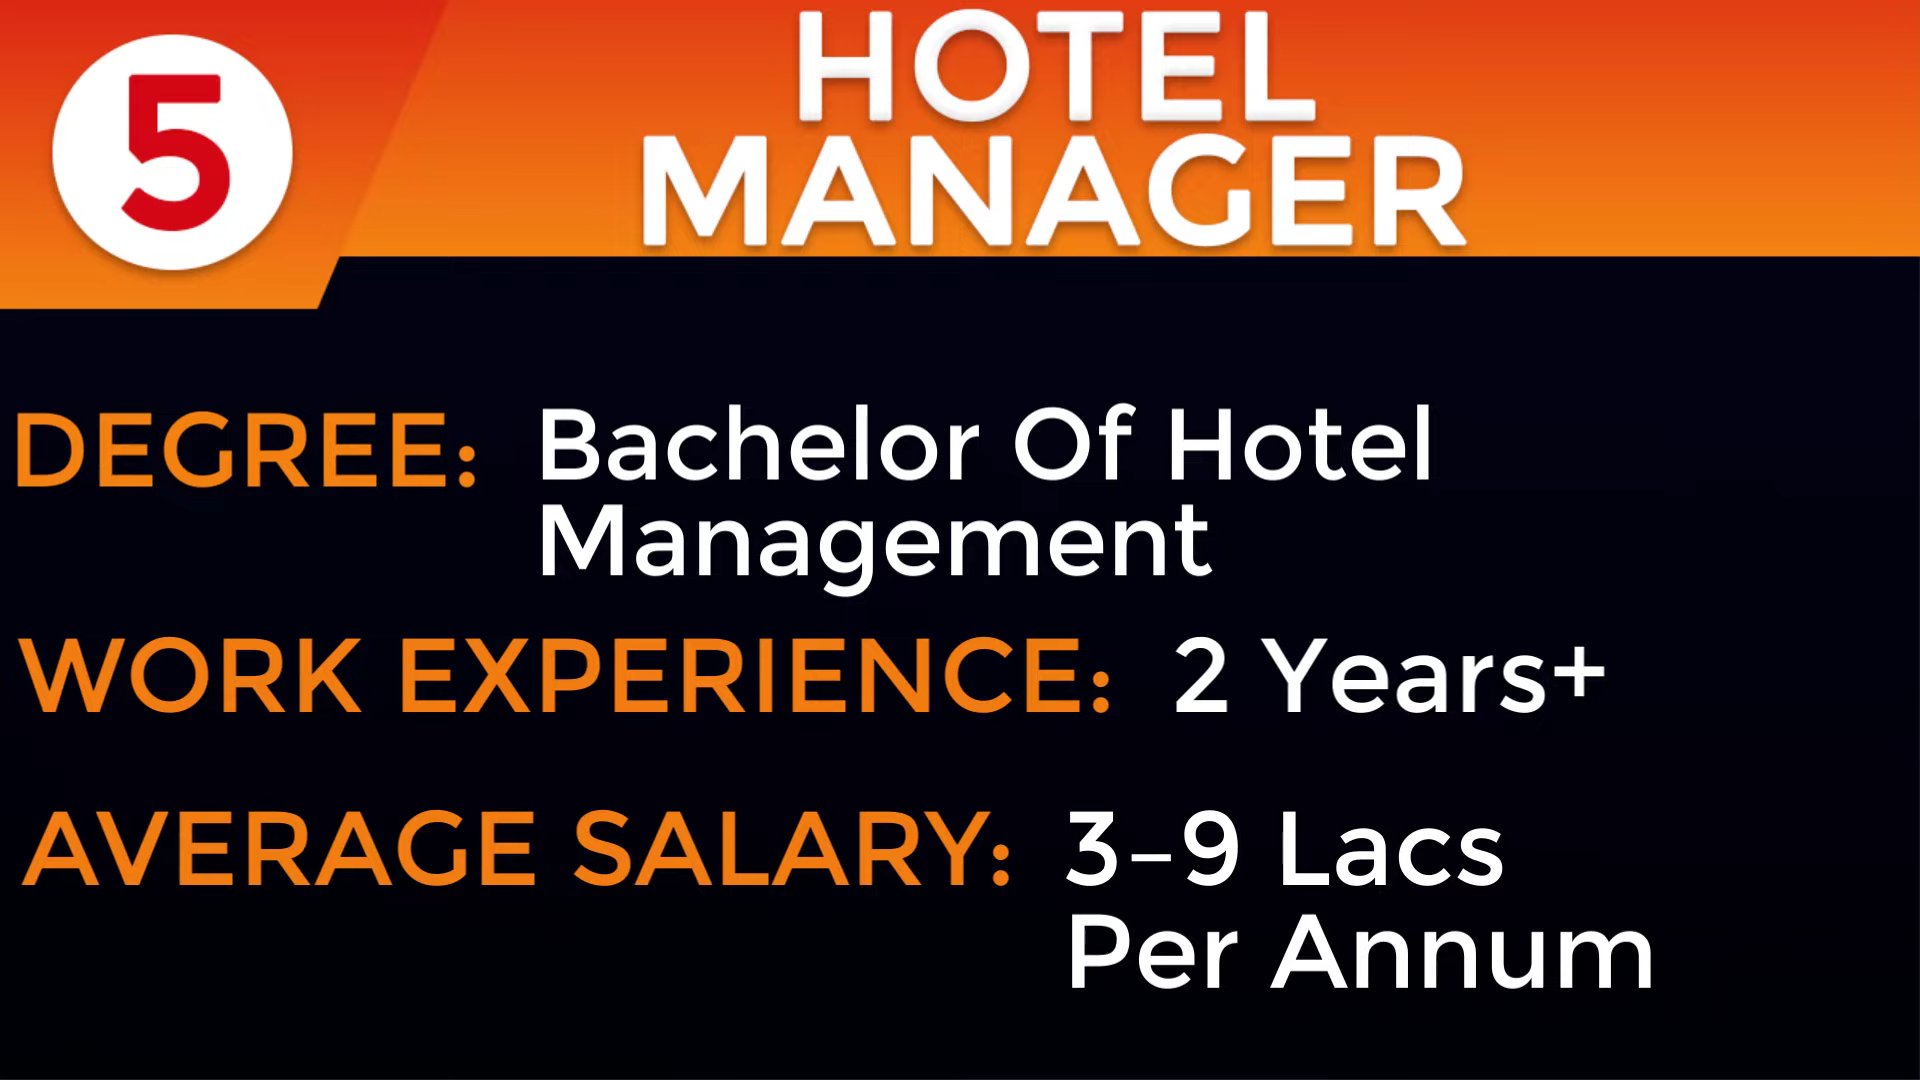 5
HOTEL
MANAGER
DEGREE: Bachelor Of Hotel
Management
WORK EXPERIENCE: 2 Years+
AVERAGE SALARY: 3–9 Lacs
Per Annum